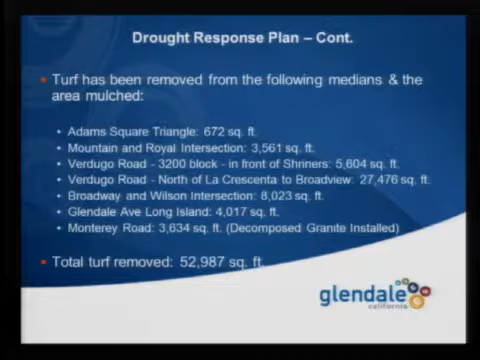 Drought Response Plan – Cont.
• Turf has been removed from the following medians & the
area mulched:
• Adams Square Triangle: 672 sq. ft.
• Mountain and Royal Intersection: 3,561 sq. ft.
• Verdugo Road - 3200 block - in front of Shriners: 5,604 sq. ft.
• Verdugo Road - North of La Crescenta to Broadview: 27,476 sq. ft.
• Broadway and Wilson Intersection: 8,023 sq. ft.
• Glendale Ave Long Island: 4,017 sq. ft.
• Monterey Road: 3,634 sq. ft. (Decomposed Granite Installed)
• Total turf removed: 52,987 sq. ft.
glendale
california